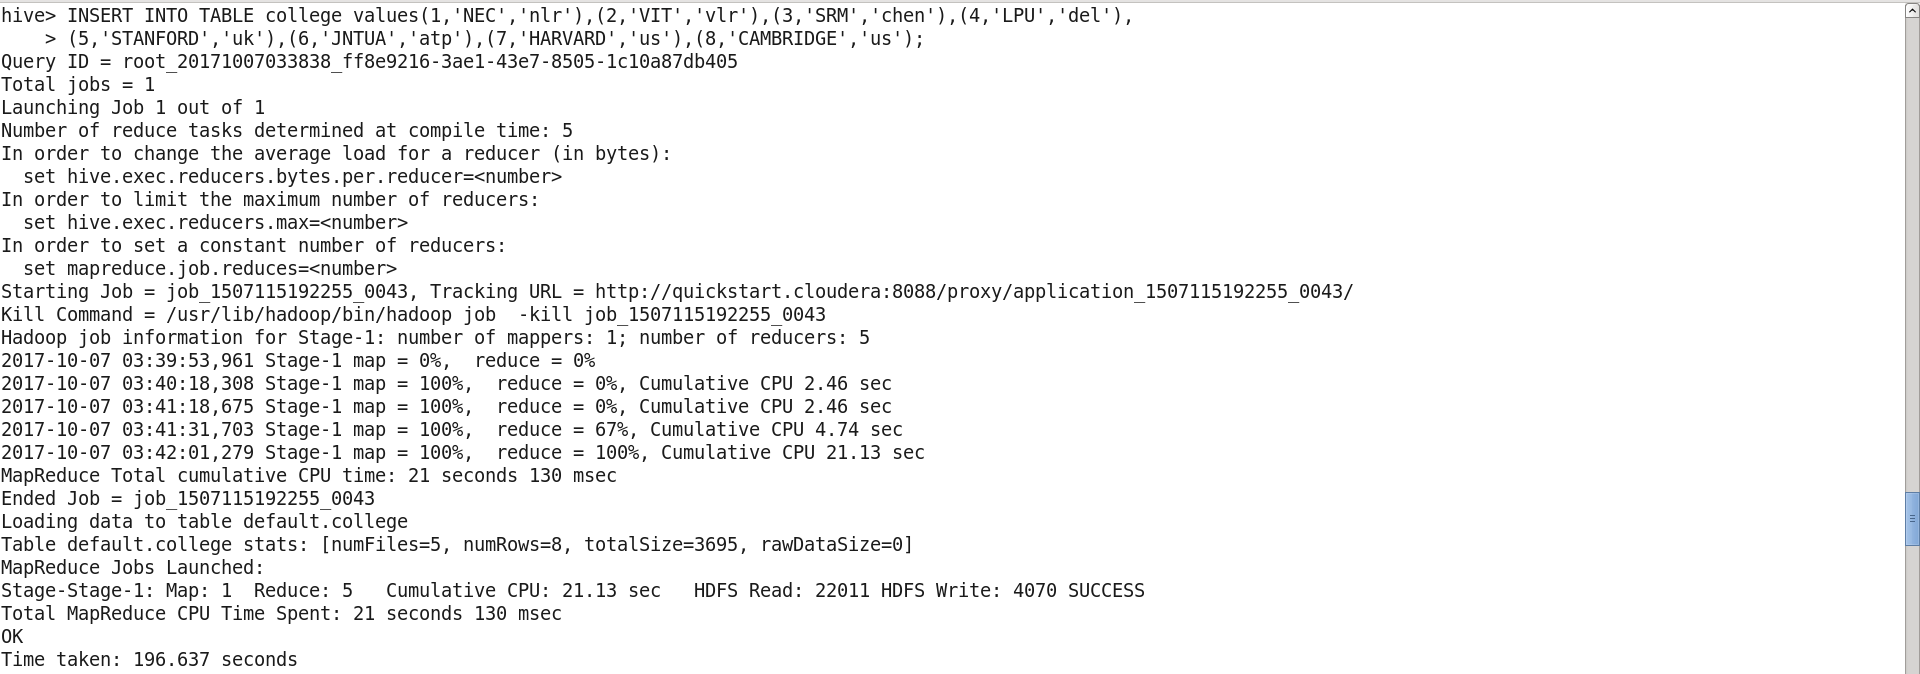 hive> INSERT INTO TABLE college values(1,'NEC','nlr'),(2,'VIT','vlr'),(3,'SRM','chen'),(4,'LPU','del'),
    > (5,'STANFORD','uk'),(6,'JNTUA','atp'),(7,'HARVARD','us'),(8,'CAMBRIDGE','us');
Query ID = root_20171007033838_ff8e9216-3ae1-43e7-8505-1c10a87db405
Total jobs = 1
Launching Job 1 out of 1
Number of reduce tasks determined at compile time: 5
In order to change the average load for a reducer (in bytes):
  set hive.exec.reducers.bytes.per.reducer=<number>
In order to limit the maximum number of reducers:
  set hive.exec.reducers.max=<number>
In order to set a constant number of reducers:
  set mapreduce.job.reduces=<number>
Starting Job = job_1507115192255_0043, Tracking URL = http://quickstart.cloudera:8088/proxy/application_1507115192255_0043/
Kill Command = /usr/lib/hadoop/bin/hadoop job  -kill job_1507115192255_0043
Hadoop job information for Stage-1: number of mappers: 1; number of reducers: 5
2017-10-07 03:39:53,961 Stage-1 map = 0%,  reduce = 0%
2017-10-07 03:40:18,308 Stage-1 map = 100%,  reduce = 0%, Cumulative CPU 2.46 sec
2017-10-07 03:41:18,675 Stage-1 map = 100%,  reduce = 0%, Cumulative CPU 2.46 sec
2017-10-07 03:41:31,703 Stage-1 map = 100%,  reduce = 67%, Cumulative CPU 4.74 sec
2017-10-07 03:42:01,279 Stage-1 map = 100%,  reduce = 100%, Cumulative CPU 21.13 sec
MapReduce Total cumulative CPU time: 21 seconds 130 msec
Ended Job = job_1507115192255_0043
Loading data to table default.college
Table default.college stats: [numFiles=5, numRows=8, totalSize=3695, rawDataSize=0]
MapReduce Jobs Launched:
Stage-Stage-1: Map: 1  Reduce: 5   Cumulative CPU: 21.13 sec   HDFS Read: 22011 HDFS Write: 4070 SUCCESS
Total MapReduce CPU Time Spent: 21 seconds 130 msec
OK
Time taken: 196.637 seconds